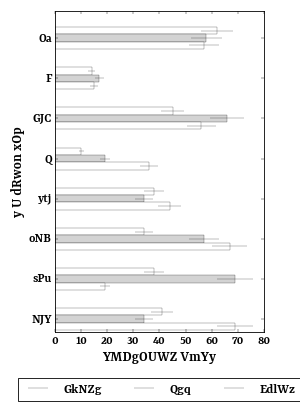 Oa
F
GJC
Q
ytj
oNB
sPu
NJY
y U dRwon xOp
0 10 20 30 40 50 60 70 80
YMDgOUWZ VmYy
GkNZg Qgq EdlWz